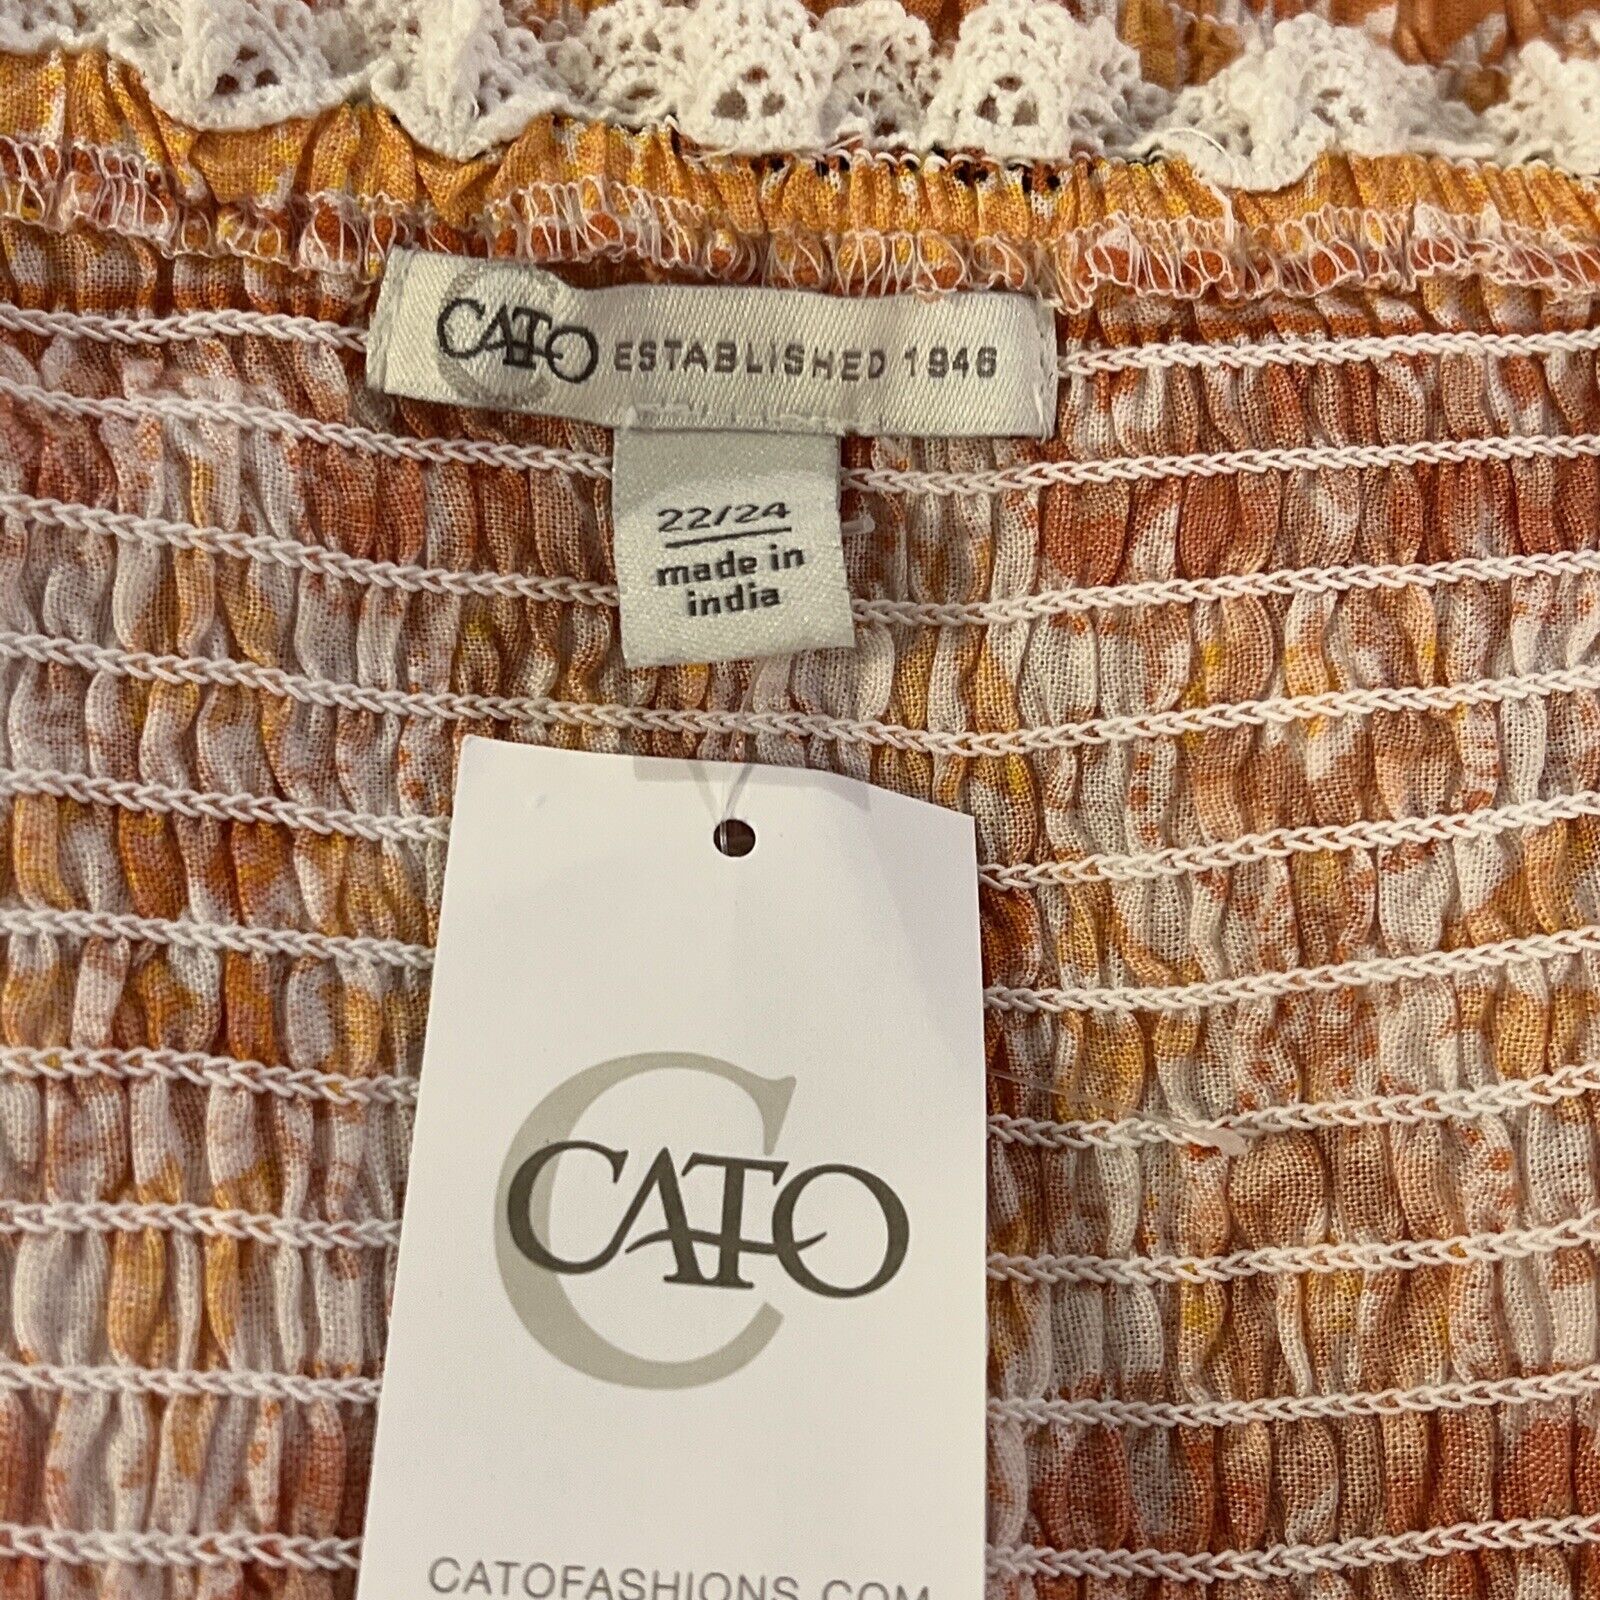 CATO ESTABLISHED 1946
22/24
made in
india
C
CATO
CATOFASHIONS.COM